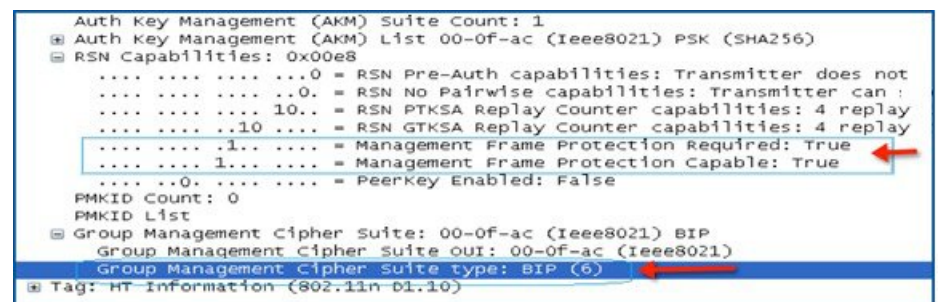 Auth Key Management (AKM) Suite Count: 1
Auth Key Management (AKM) List 00-0f-ac (Ieee8021) PSK (SHA256)
RSN Capabilities: 0x00e8
.... .... .... ...0 = RSN Pre-Auth capabilities: Transmitter does not
.... .... .... ..0. = RSN No Pairwise capabilities: Transmitter can
.... .... .... 10.. = RSN PTKSA Replay Counter capabilities: 4 replay
.... .... ..10 .... = RSN GTKSA Replay Counter capabilities: 4 replay
.... .... .1.. .... = Management Frame Protection Required: True
.... .... 1... .... = Management Frame Protection Capable: True
.... ..0. .... .... = PeerKey Enabled: False
PMKID Count: 0
PMKID List
Group Management Cipher Suite: 00-0f-ac (Ieee8021) BIP
Group Management Cipher Suite OUI: 00-0f-ac (Ieee8021)
Group Management Cipher Suite type: BIP (6)
Tag: HT Information (802.11n D1.10)